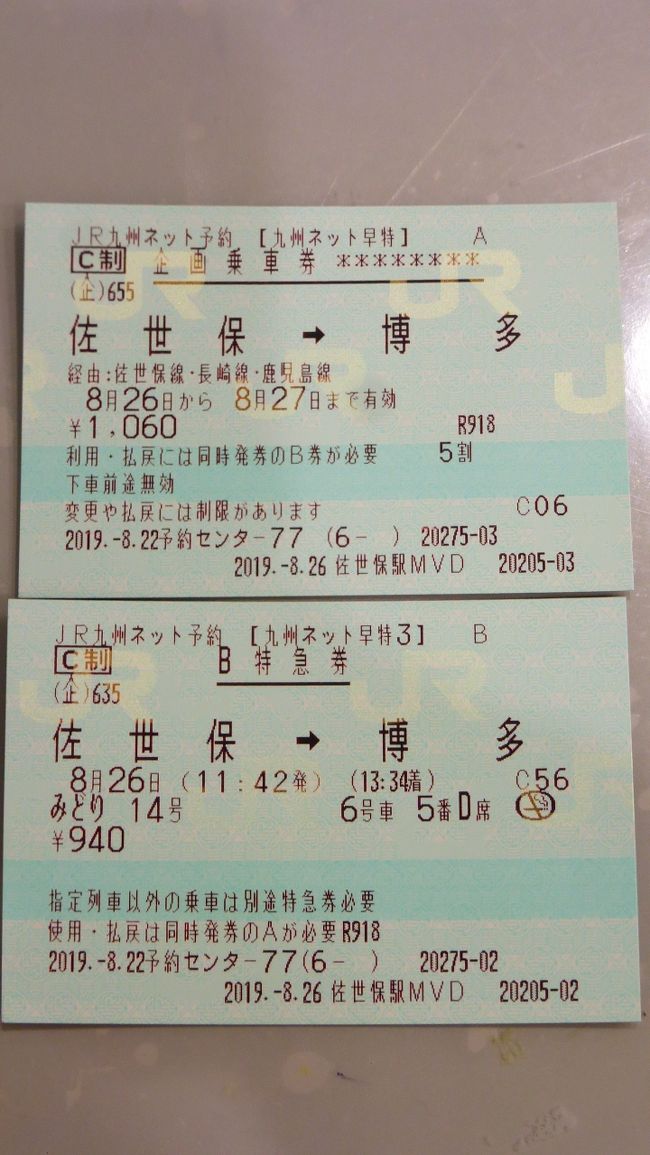 JR九州ネット予約 [九州ネット早特] A
C制 企画乗車券 ********
(企)655
佐世保 → 博多
経由:佐世保線・長崎線・鹿児島線
8月26日から 8月27日まで有効
¥1,060 R918
利用・払戻には同時発券のB券が必要 5割
下車前途無効
変更や払戻には制限があります C06
2019.-8.22予約センター77 (6- ) 20275-03
2019.-8.26 佐世保駅MVD 20205-03
JR九州ネット予約 [九州ネット早特3] B
C制 B特急券
(企)635
佐世保 → 博多
8月26日 (11:42発) (13:34着) C56
みどり 14号 6号車 5番D席
¥940
指定列車以外の乗車は別途特急券必要
使用・払戻は同時発券のAが必要R918
2019.-8.22予約センター77(6- ) 20275-02
2019.-8.26 佐世保駅MVD 20205-02